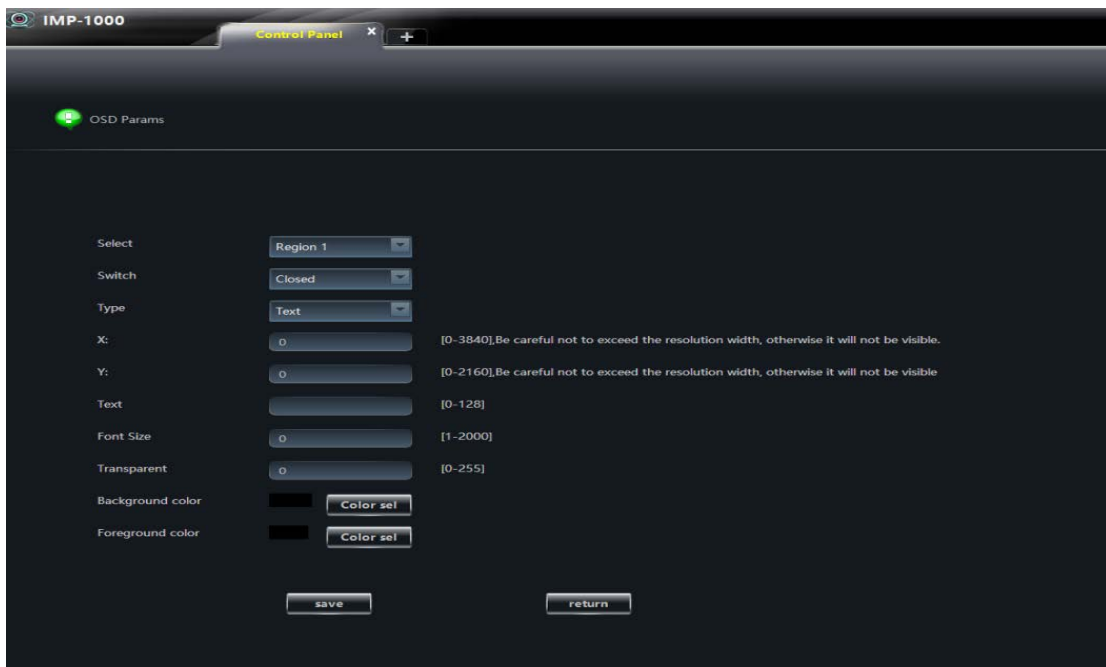 IMP-1000
Control Panel
OSD Params
Select Region 1
Switch Closed
Type Text
X: 0 [0-3840],Be careful not to exceed the resolution width, otherwise it will not be visible.
Y: 0 [0-2160],Be careful not to exceed the resolution width, otherwise it will not be visible
Text [0-128]
Font Size 0 [1-2000]
Transparent 0 [0-255]
Background color Color sel
Foreground color Color sel
save return